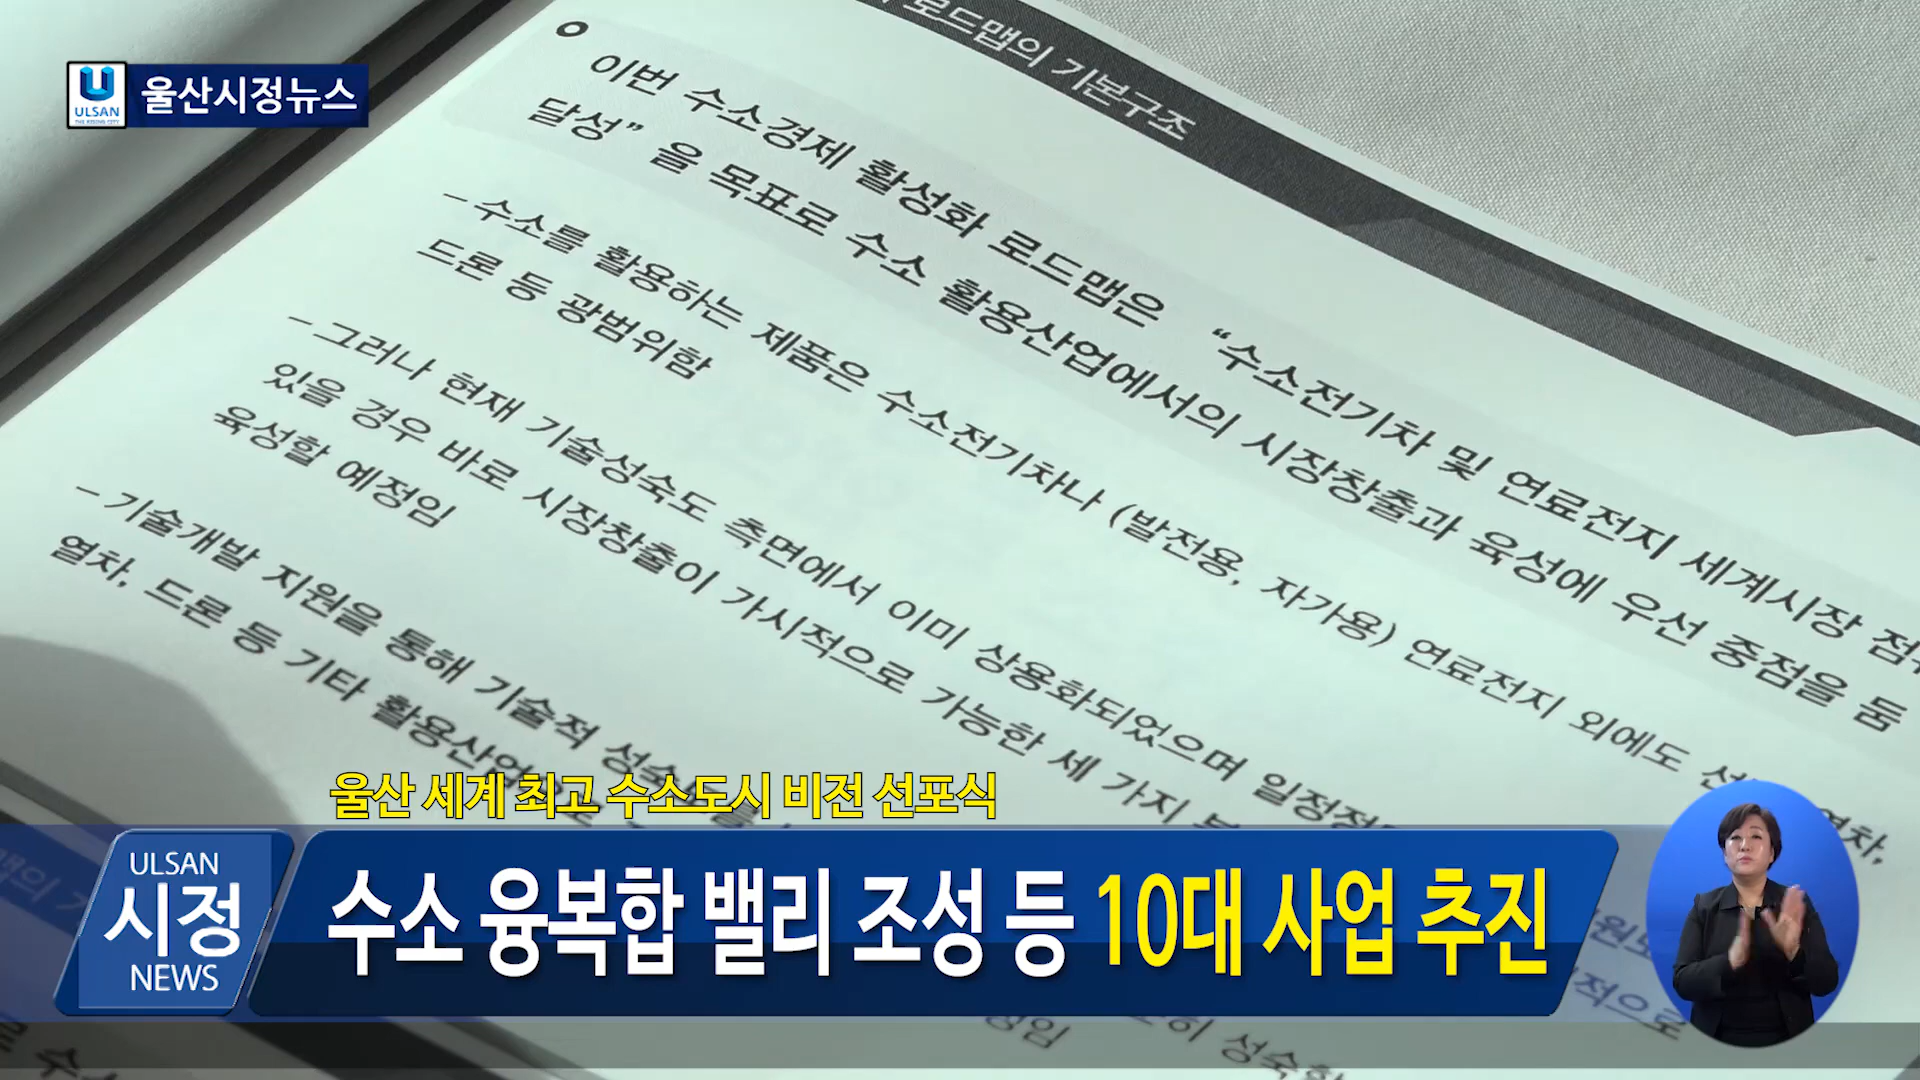 ULSAN
울산시정뉴스
로드맵의 기본구조
이번 수소경제 활성화 로드맵은 “수소전기차 및 연료전지 세계시장
달성” 을 목표로 수소 활용산업에서의 시장창출과 육성에 우선 중점을 둠
- 수소를 활용하는 제품은 수소전기차나 (발전용, 자가용) 연료전지 외에도 열차,
드론 등 광범위함
- 그러나 현재 기술성숙도 측면에서 이미 상용화되었으며
있을 경우 바로 시장창출이 가시적으로 가능한 세 가지
육성할 예정임
- 기술개발 지원을 통해 기술적
열차, 드론 등 기타 활용산업
울산 세계 최고 수소도시 비전 선포식
ULSAN
시정
NEWS
수소 융복합 밸리 조성 등 10대 사업 추진